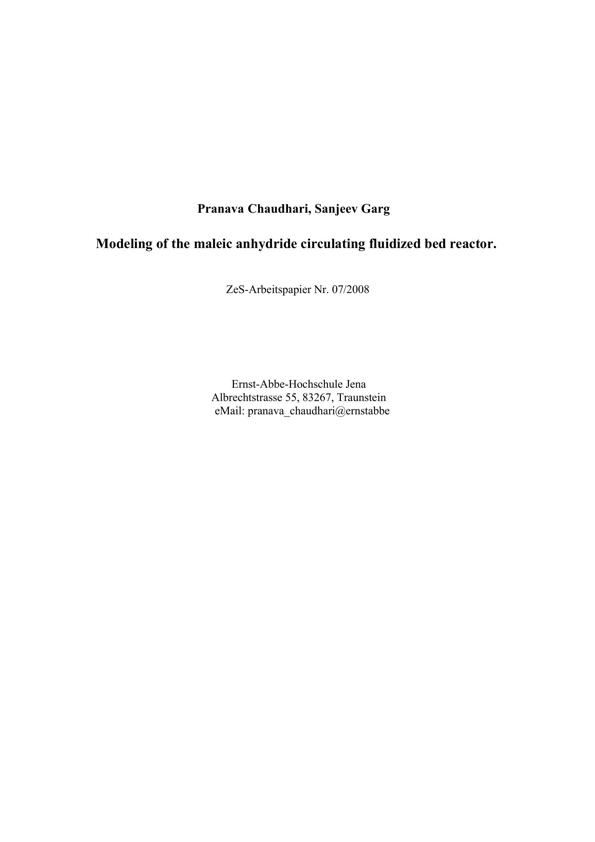 Pranava Chaudhari, Sanjeev Garg
Modeling of the maleic anhydride circulating fluidized bed reactor.
ZeS-Arbeitspapier Nr. 07/2008
Ernst-Abbe-Hochschule Jena
Albrechtstrasse 55, 83267, Traunstein
eMail: pranava_chaudhari@ernstabbe